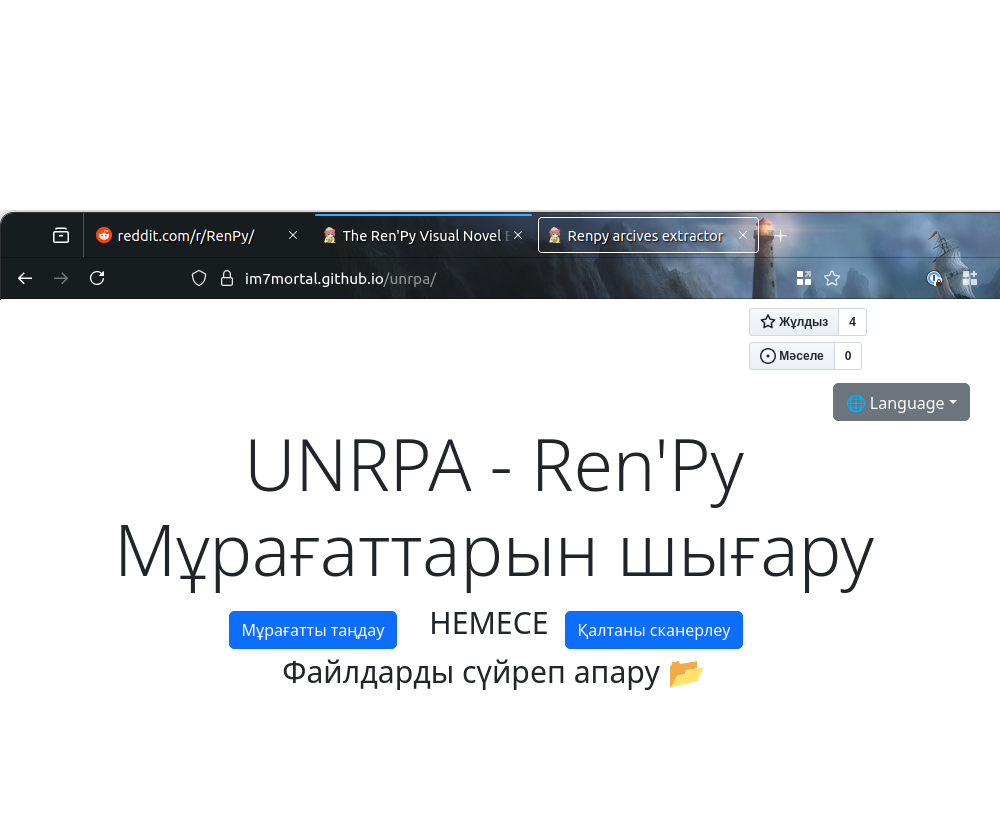 reddit.com/r/RenPy/
The Ren'Py Visual Novel
Renpy arcives extractor
im7mortal.github.io/unrpa/
Жұлдыз 4
Мәселе 0
Language
UNRPA - Ren'Py
Мұрағаттарын шығару
Мұрағатты таңдау
НЕМЕСЕ
Қалтаны сканерлеу
Файлдарды сүйреп апару